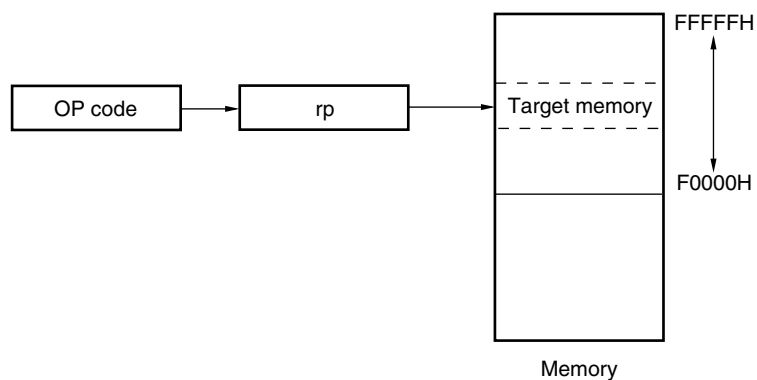 FFFFFH
OP code
rp
Target memory
F0000H
Memory